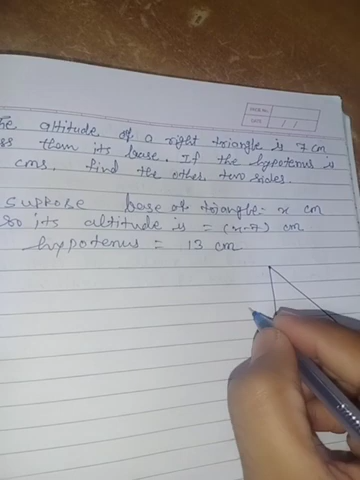 PAGE No.
DATE / /
he altitude of a right triangle is 7 cm
ss than its base. If the hypotenus is
cms. find the other two sides.
suppose base of triangle = x cm
so its altitude is = (x-7) cm
hypotenus = 13 cm